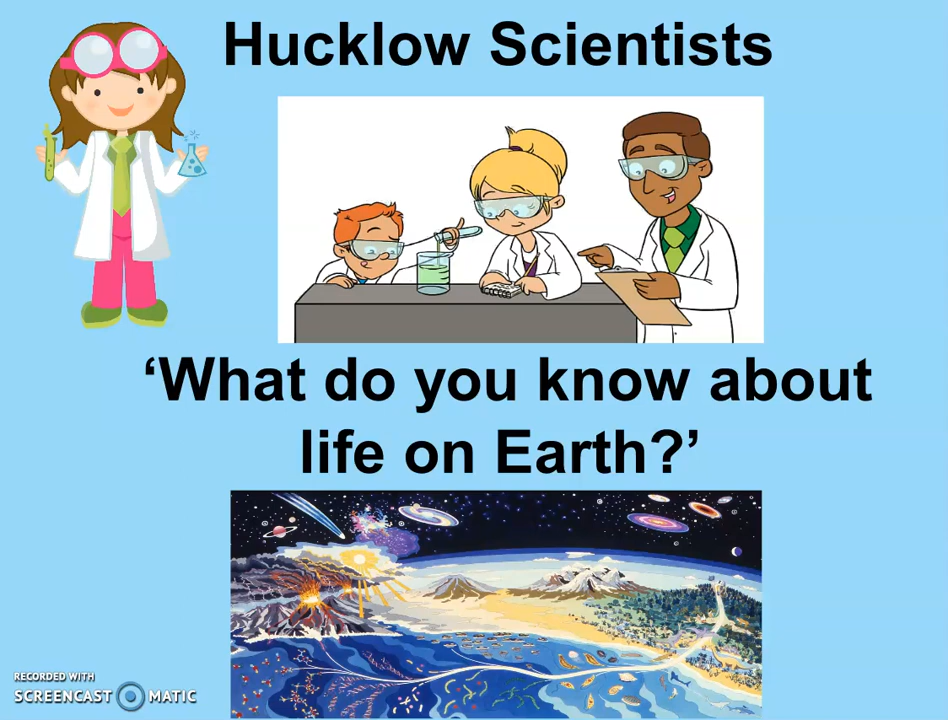 Hucklow Scientists
‘What do you know about
life on Earth?’
RECORDED WITH
SCREENCAST MATIC